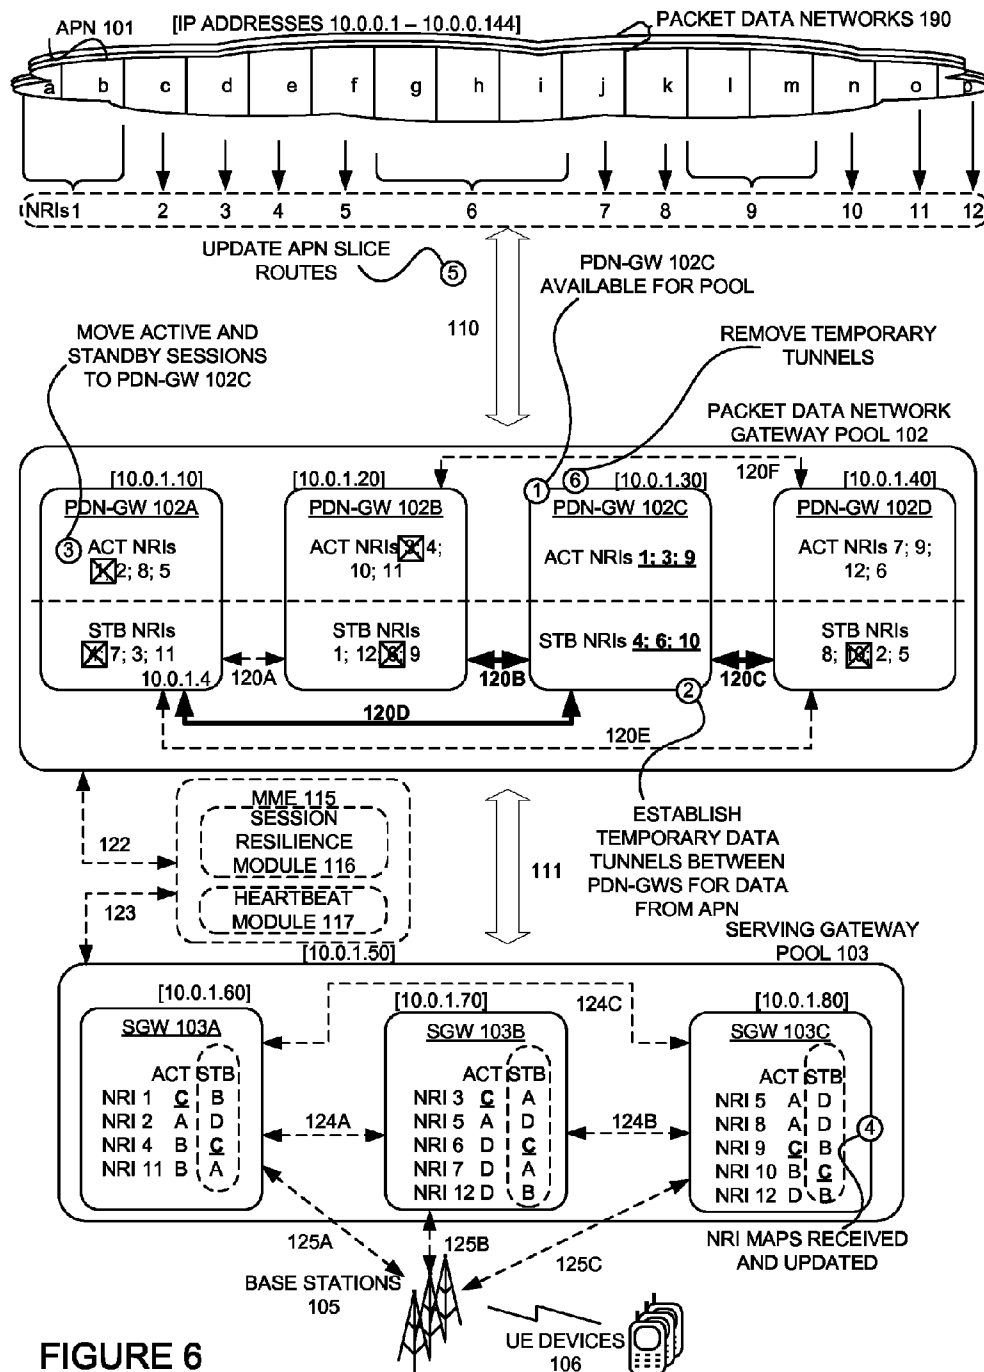 APN 101
[IP ADDRESSES 10.0.0.1 – 10.0.0.144]
PACKET DATA NETWORKS 190
a b c d e f g h i j k l m n o p
NRIs 1 2 3 4 5 6 7 8 9 10 11 12
UPDATE APN SLICE
ROUTES
5
110
PDN-GW 102C
AVAILABLE FOR POOL
MOVE ACTIVE AND
STANDBY SESSIONS
TO PDN-GW 102C
REMOVE TEMPORARY
TUNNELS
PACKET DATA NETWORK
GATEWAY POOL 102
120F
[10.0.1.10]
PDN-GW 102A
3
ACT NRIs
1; 2; 8; 5
STB NRIs
4; 7; 3; 11
10.0.1.4
[10.0.1.20]
PDN-GW 102B
ACT NRIs 3; 4;
10; 11
STB NRIs
1; 12; 6; 9
1
6
[10.0.1.30]
PDN-GW 102C
ACT NRIs 1; 3; 9
STB NRIs 4; 6; 10
2
[10.0.1.40]
PDN-GW 102D
ACT NRIs 7; 9;
12; 6
STB NRIs
8; 10; 2; 5
120A
120B
120C
120D
120E
MME 115
SESSION
RESILIENCE
MODULE 116
HEARTBEAT
MODULE 117
122
123
111
ESTABLISH
TEMPORARY DATA
TUNNELS BETWEEN
PDN-GWS FOR DATA
FROM APN
SERVING GATEWAY
POOL 103
[10.0.1.50]
[10.0.1.60]
SGW 103A
ACT STB
NRI 1 C B
NRI 2 A D
NRI 4 B C
NRI 11 B A
[10.0.1.70]
SGW 103B
ACT STB
NRI 3 C A
NRI 5 A D
NRI 6 D C
NRI 7 D A
NRI 12 D B
[10.0.1.80]
SGW 103C
ACT STB
NRI 5 A D
NRI 8 A D
NRI 9 C B
NRI 10 B C
NRI 12 D B
4
124C
124A
124B
NRI MAPS RECEIVED
AND UPDATED
125A
125B
125C
BASE STATIONS
105
UE DEVICES
106
FIGURE 6